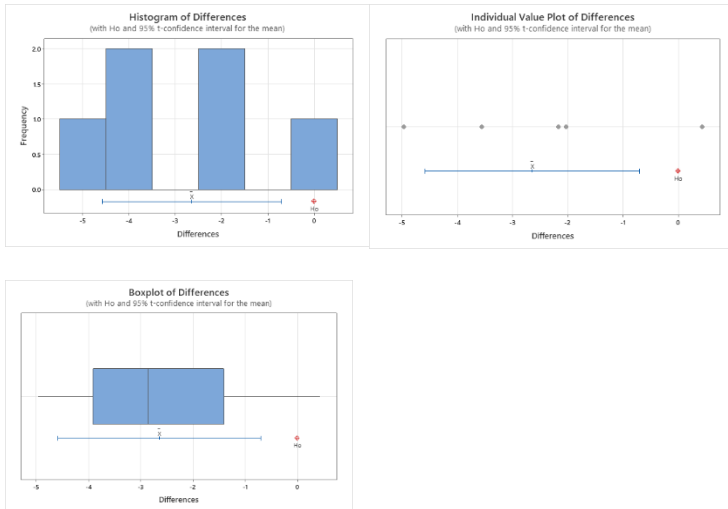 Histogram of Differences
(with Ho and 95% t-confidence interval for the mean)
2.0
1.5
1.0
0.5
0.0
Frequency
X
Ho
-5 -4 -3 -2 -1 0
Differences
Individual Value Plot of Differences
(with Ho and 95% t-confidence interval for the mean)
X
Ho
-5 -4 -3 -2 -1 0
Differences
Boxplot of Differences
(with Ho and 95% t-confidence interval for the mean)
X
Ho
-5 -4 -3 -2 -1 0
Differences